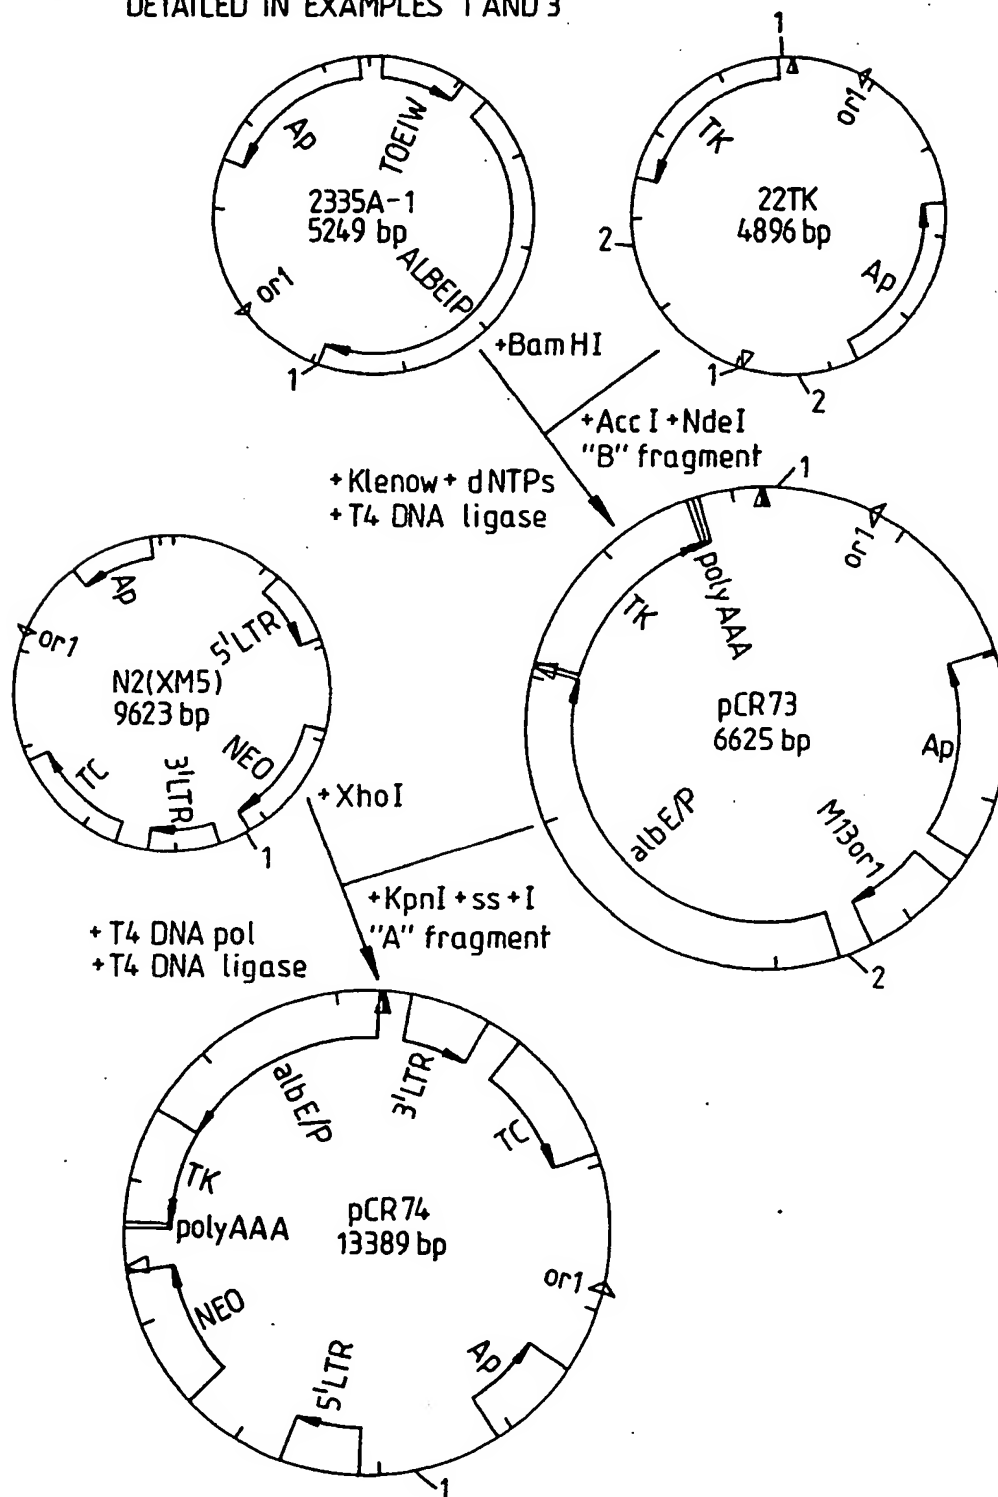 DETAILED IN EXAMPLES 1 AND 3
Ap
TOEIW
2335A-1
5249 bp
ALBEIP
or1
1
1
or1
TK
22TK
4896 bp
2
Ap
1
2
+BamHI
+AccI+NdeI
"B" fragment
+Klenow+ dNTPs
+T4 DNA ligase
1
or1
polyAAA
TK
pCR73
6625 bp
Ap
M13or1
albE/P
2
Ap
or1
5'LTR
N2(XM5)
9623 bp
NEO
3'LTR
TC
1
+XhoI
+KpnI+ss+I
"A" fragment
+T4 DNA pol
+T4 DNA ligase
albE/P
3'LTR
TC
TK
polyAAA
pCR74
13389 bp
or1
NEO
5'LTR
Ap
1